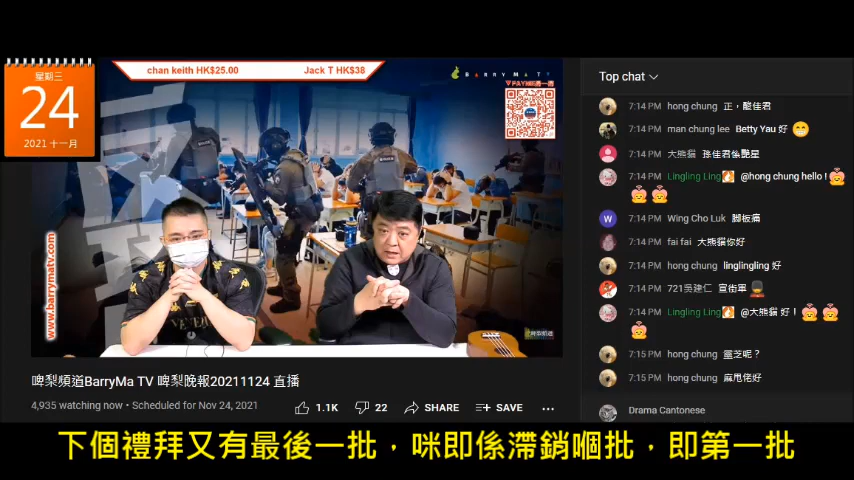 星期三
24
2021 十一月
chan keith HK$25.00
Jack T HK$38
BARRYMATV
www.barrymatv.com
啤梨頻道BarryMa TV 啤梨晚報20211124 直播
4,935 watching now • Scheduled for Nov 24, 2021
1.1K
22
SHARE
SAVE
Top chat
7:14 PM hong chung 正，酸佳君
7:14 PM man chung lee Betty Yau 好
7:14 PM 大熊貓 孫佳君係艷星
7:14 PM Lingling Ling @hong chung hello !
7:14 PM Wing Cho Luk 腳板痛
7:14 PM fai fai 大熊貓你好
7:14 PM hong chung linglingling 好
7:14 PM 721吳建仁 宣衛軍
7:14 PM Lingling Ling @大熊貓 好！
7:15 PM hong chung 靈芝呢？
7:15 PM hong chung 麻甩佬好
Drama Cantonese
下個禮拜又有最後一批，咪即係滯銷嗰批，即第一批